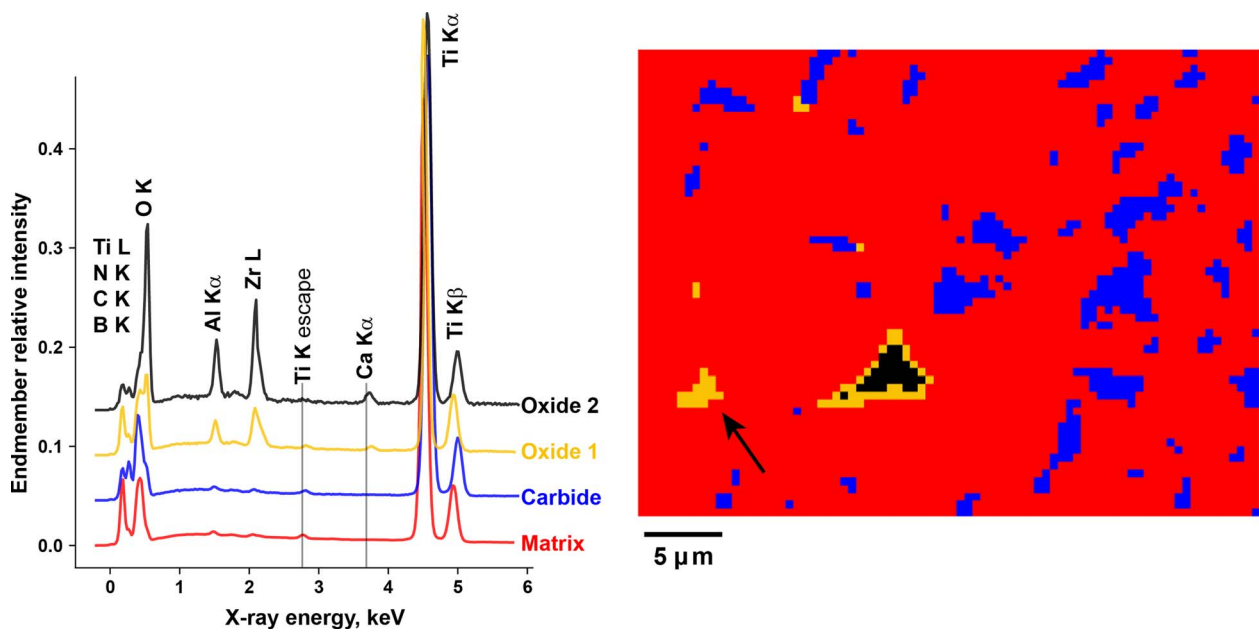 Endmember relative intensity
0.4
0.3
0.2
0.1
0.0
Ti L
N K
C K
B K
O K
Al Kα
Zr L
Ti K escape
Ca Kα
Ti Kα
Ti Kβ
Oxide 2
Oxide 1
Carbide
Matrix
0 1 2 3 4 5 6
X-ray energy, keV
5 μm